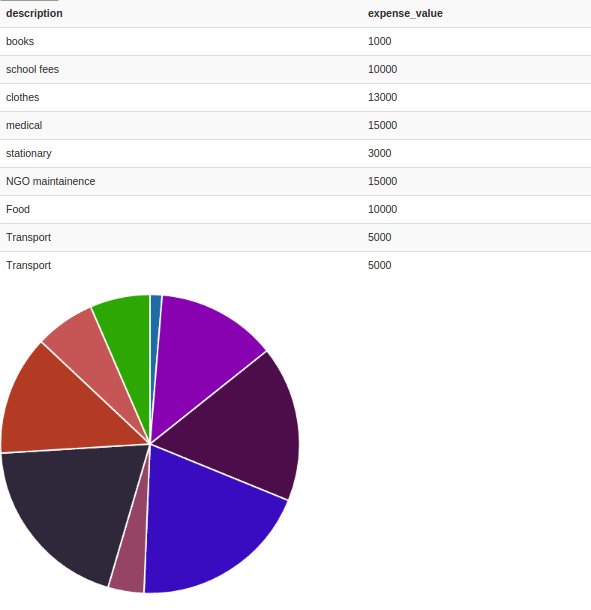 description expense_value
books 1000
school fees 10000
clothes 13000
medical 15000
stationary 3000
NGO maintainence 15000
Food 10000
Transport 5000
Transport 5000